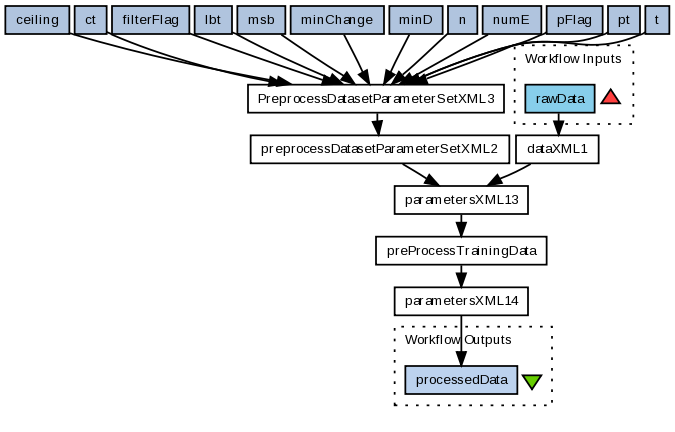 ceiling ct filterFlag lbt msb minChange minD n numE pFlag pt t
Workflow Inputs
PreprocessDatasetParameterSetXML3 rawData
preprocessDatasetParameterSetXML2 dataXML1
parametersXML13
preProcessTrainingData
parametersXML14
Workflow Outputs
processedData